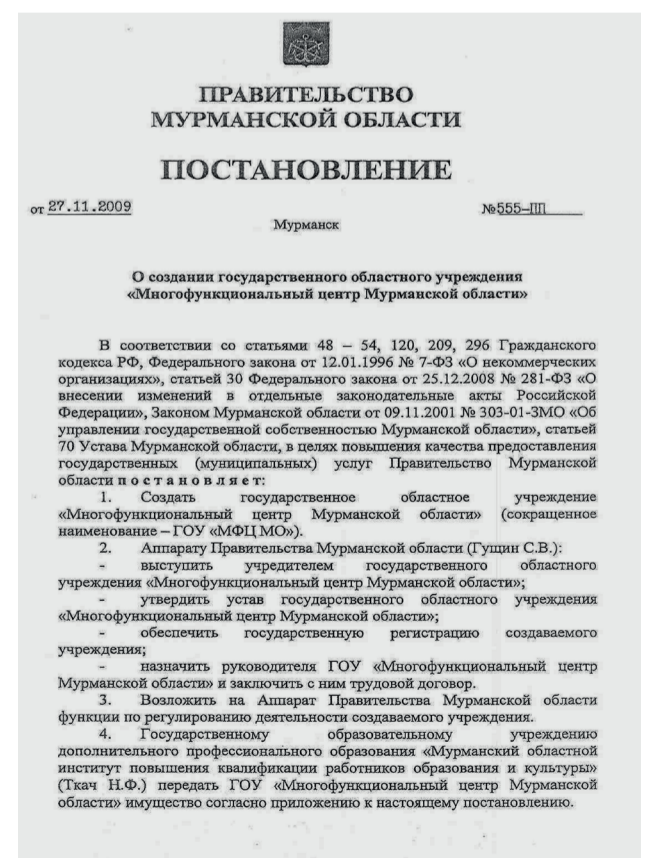 ПРАВИТЕЛЬСТВО
МУРМАНСКОЙ ОБЛАСТИ
ПОСТАНОВЛЕНИЕ
от 27.11.2009 №555-ПП
Мурманск
О создании государственного областного учреждения
«Многофункциональный центр Мурманской области»
В соответствии со статьями 48 – 54, 120, 209, 296 Гражданского
кодекса РФ, Федерального закона от 12.01.1996 № 7-ФЗ «О некоммерческих
организациях», статьей 30 Федерального закона от 25.12.2008 № 281-ФЗ «О
внесении изменений в отдельные законодательные акты Российской
Федерации», Законом Мурманской области от 09.11.2001 № 303-01-ЗМО «Об
управлении государственной собственностью Мурманской области», статьей
70 Устава Мурманской области, в целях повышения качества предоставления
государственных (муниципальных) услуг Правительство Мурманской
области п о с т а н о в л я е т:
1. Создать государственное областное учреждение
«Многофункциональный центр Мурманской области» (сокращенное
наименование – ГОУ «МФЦ МО»).
2. Аппарату Правительства Мурманской области (Гущин С.В.):
- выступить учредителем государственного областного
учреждения «Многофункциональный центр Мурманской области»;
- утвердить устав государственного областного учреждения
«Многофункциональный центр Мурманской области»;
- обеспечить государственную регистрацию создаваемого
учреждения;
- назначить руководителя ГОУ «Многофункциональный центр
Мурманской области» и заключить с ним трудовой договор.
3. Возложить на Аппарат Правительства Мурманской области
функции по регулированию деятельности создаваемого учреждения.
4. Государственному образовательному учреждению
дополнительного профессионального образования «Мурманский областной
институт повышения квалификации работников образования и культуры»
(Ткач Н.Ф.) передать ГОУ «Многофункциональный центр Мурманской
области» имущество согласно приложению к настоящему постановлению.